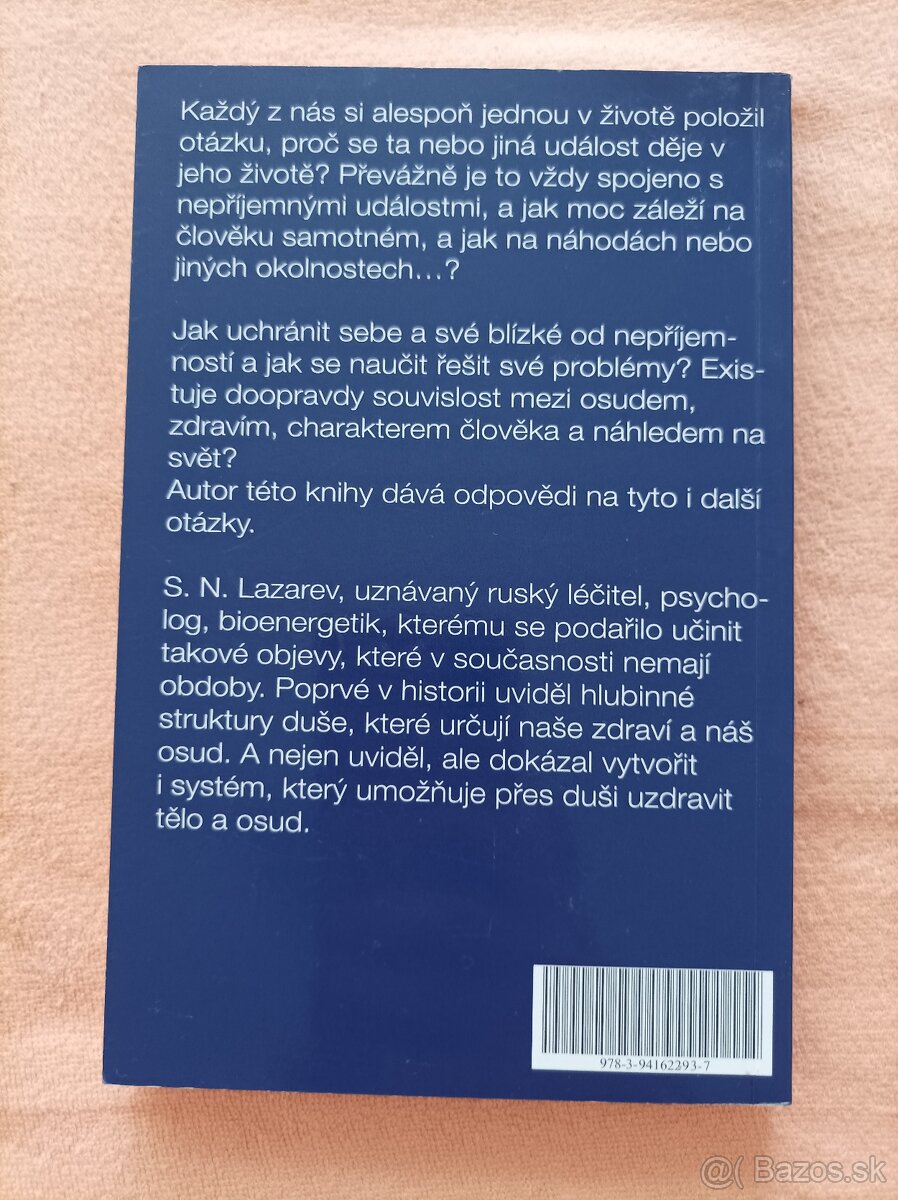 Každý z nás si alespoň jednou v životě položil
otázku, proč se ta nebo jiná událost děje v
jeho životě? Převážně je to vždy spojeno s
nepříjemnými událostmi, a jak moc záleží na
člověku samotném, a jak na náhodách nebo
jiných okolnostech…?
Jak uchránit sebe a své blízké od nepříjem-
ností a jak se naučit řešit své problémy? Exis-
tuje doopravdy souvislost mezi osudem,
zdravím, charakterem člověka a náhledem na
svět?
Autor této knihy dává odpovědi na tyto i další
otázky.
S. N. Lazarev, uznávaný ruský léčitel, psycho-
log, bioenergetik, kterému se podařilo učinit
takové objevy, které v současnosti nemají
obdoby. Poprvé v historii uviděl hlubinné
struktury duše, které určují naše zdraví a náš
osud. A nejen uviděl, ale dokázal vytvořit
i systém, který umožňuje přes duši uzdravit
tělo a osud.
978-3-94162293-7
@( Bazos.sk